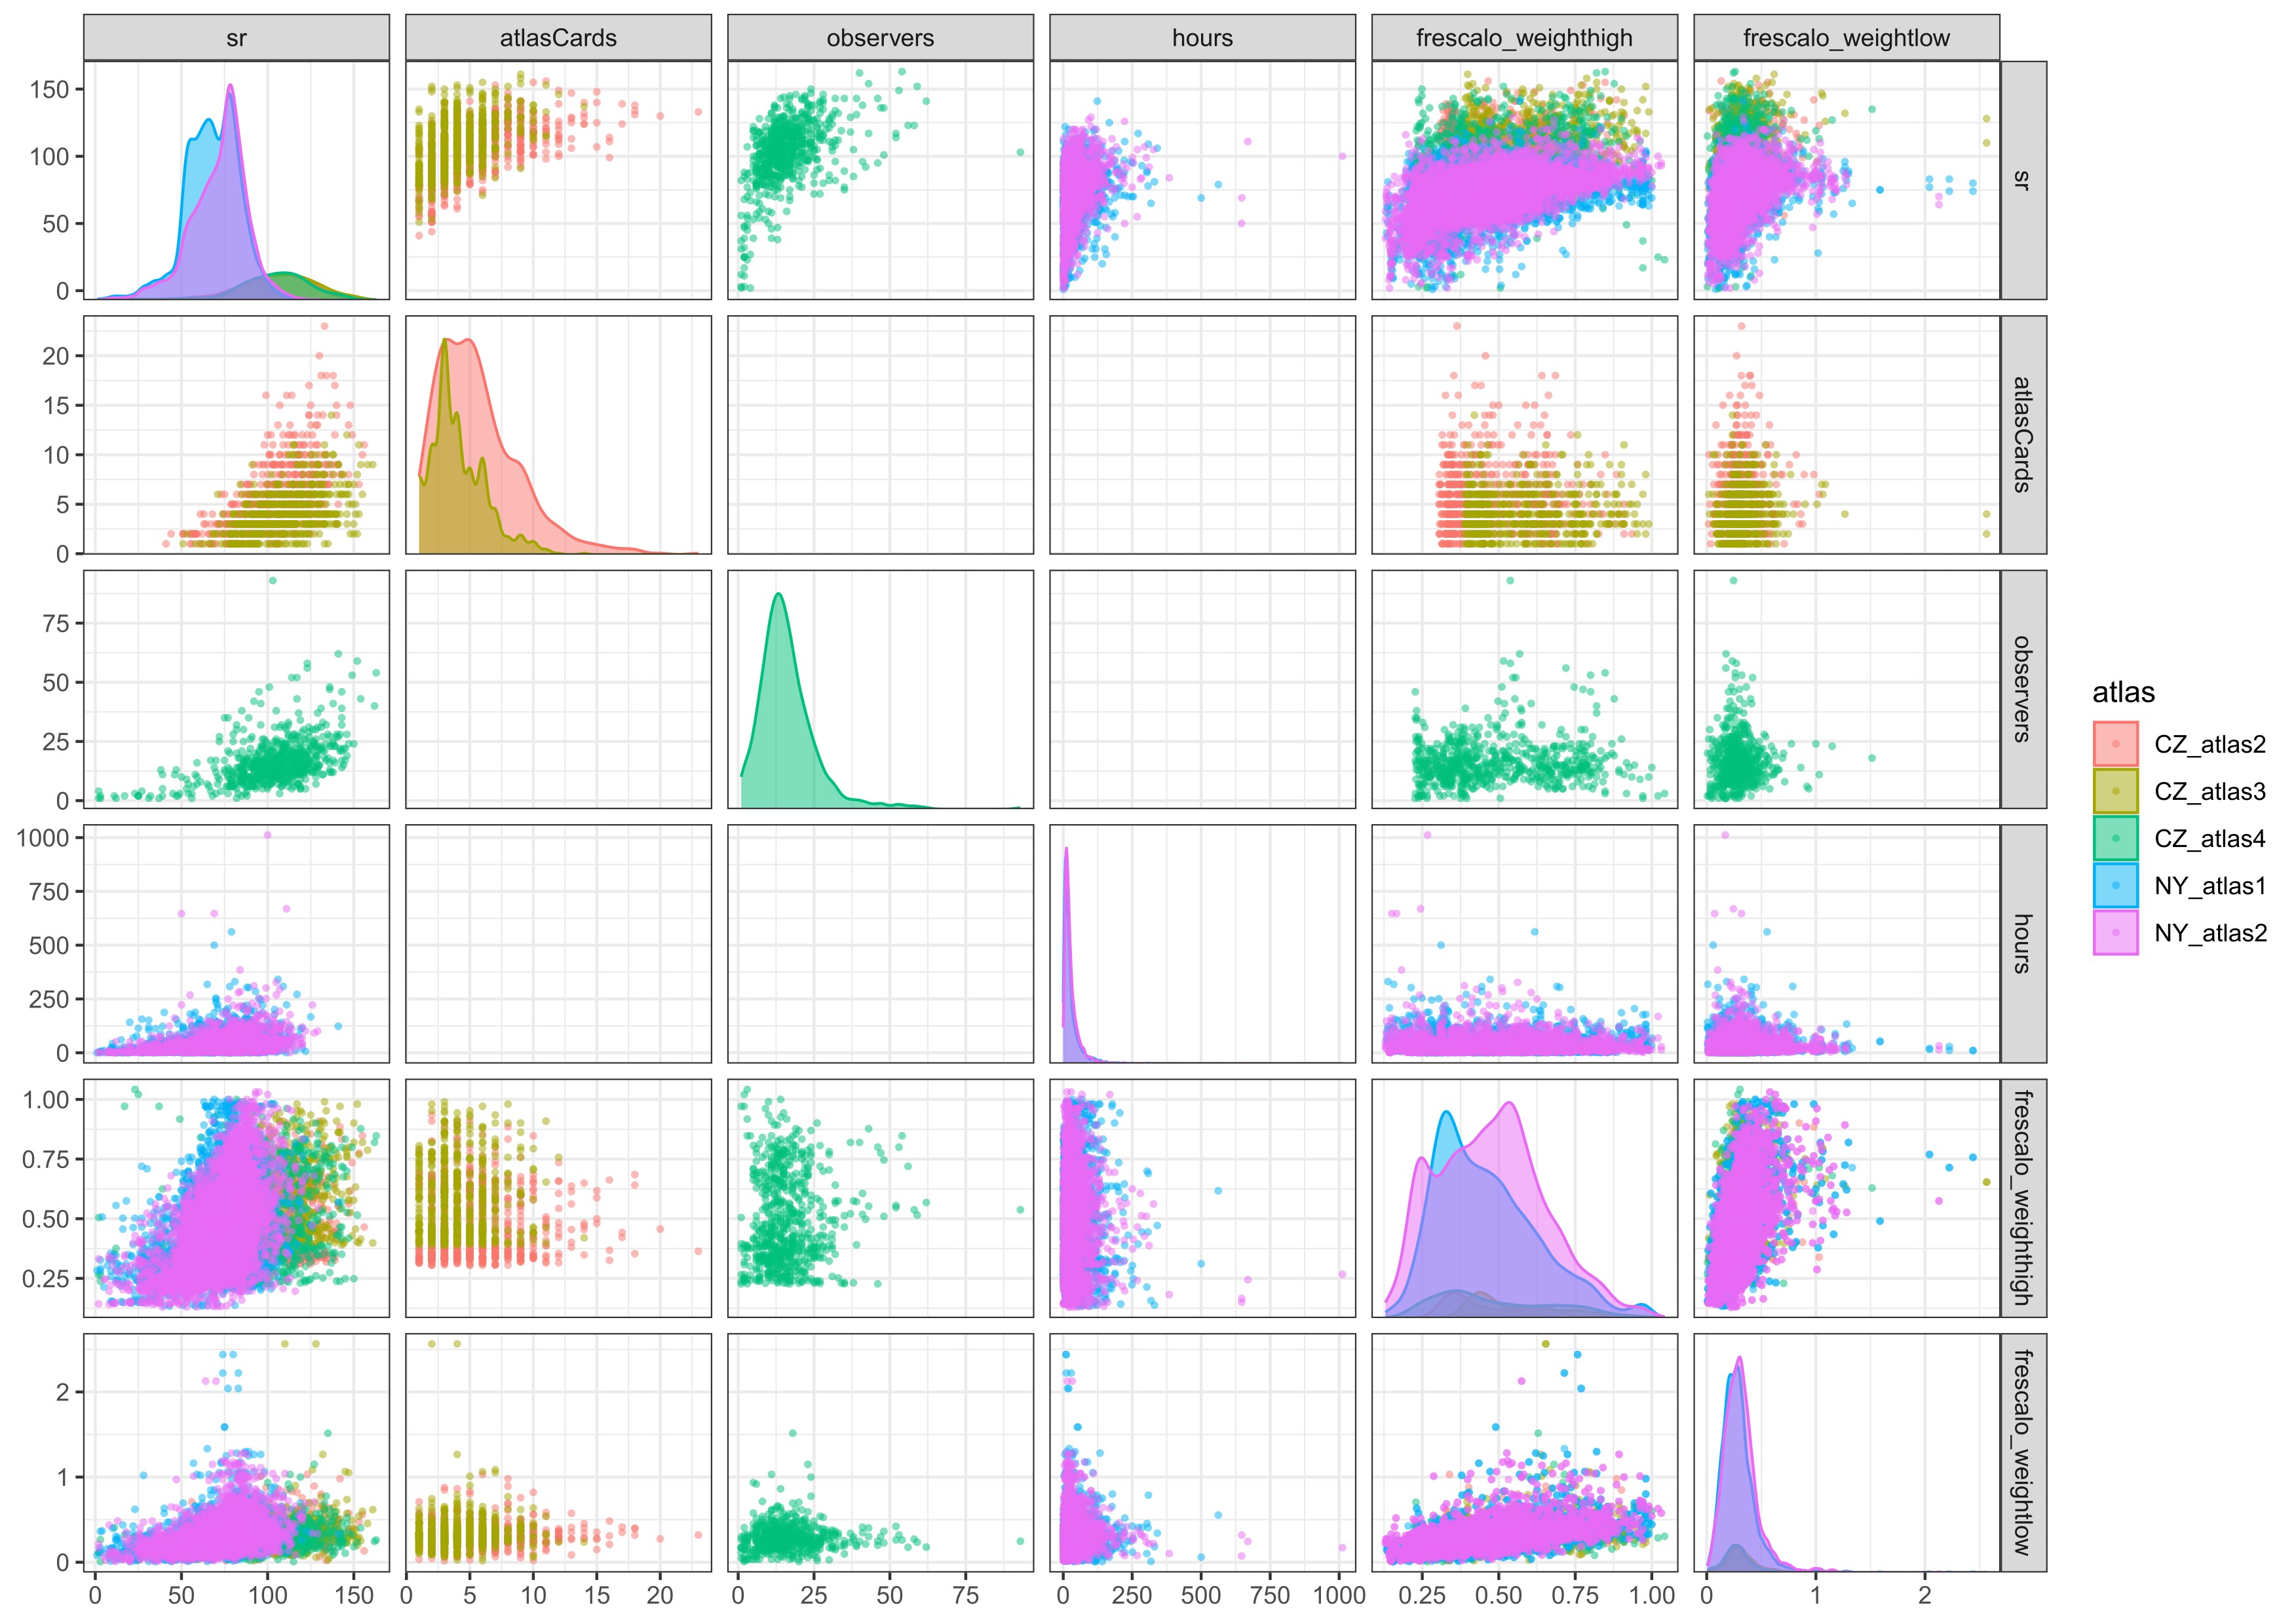 sr atlasCards observers hours frescalo_weighthigh frescalo_weightlow
150
100
50
0
sr
20
15
10
5
0
atlasCards
75
50
25
0
observers
1000
750
500
250
0
hours
1.00
0.75
0.50
0.25
frescalo_weighthigh
2
1
0
frescalo_weightlow
0 50 100 150 0 5 10 15 20 0 25 50 75 0 250 500 750 1000 0.25 0.50 0.75 1.00 0 1 2
atlas
CZ_atlas2
CZ_atlas3
CZ_atlas4
NY_atlas1
NY_atlas2